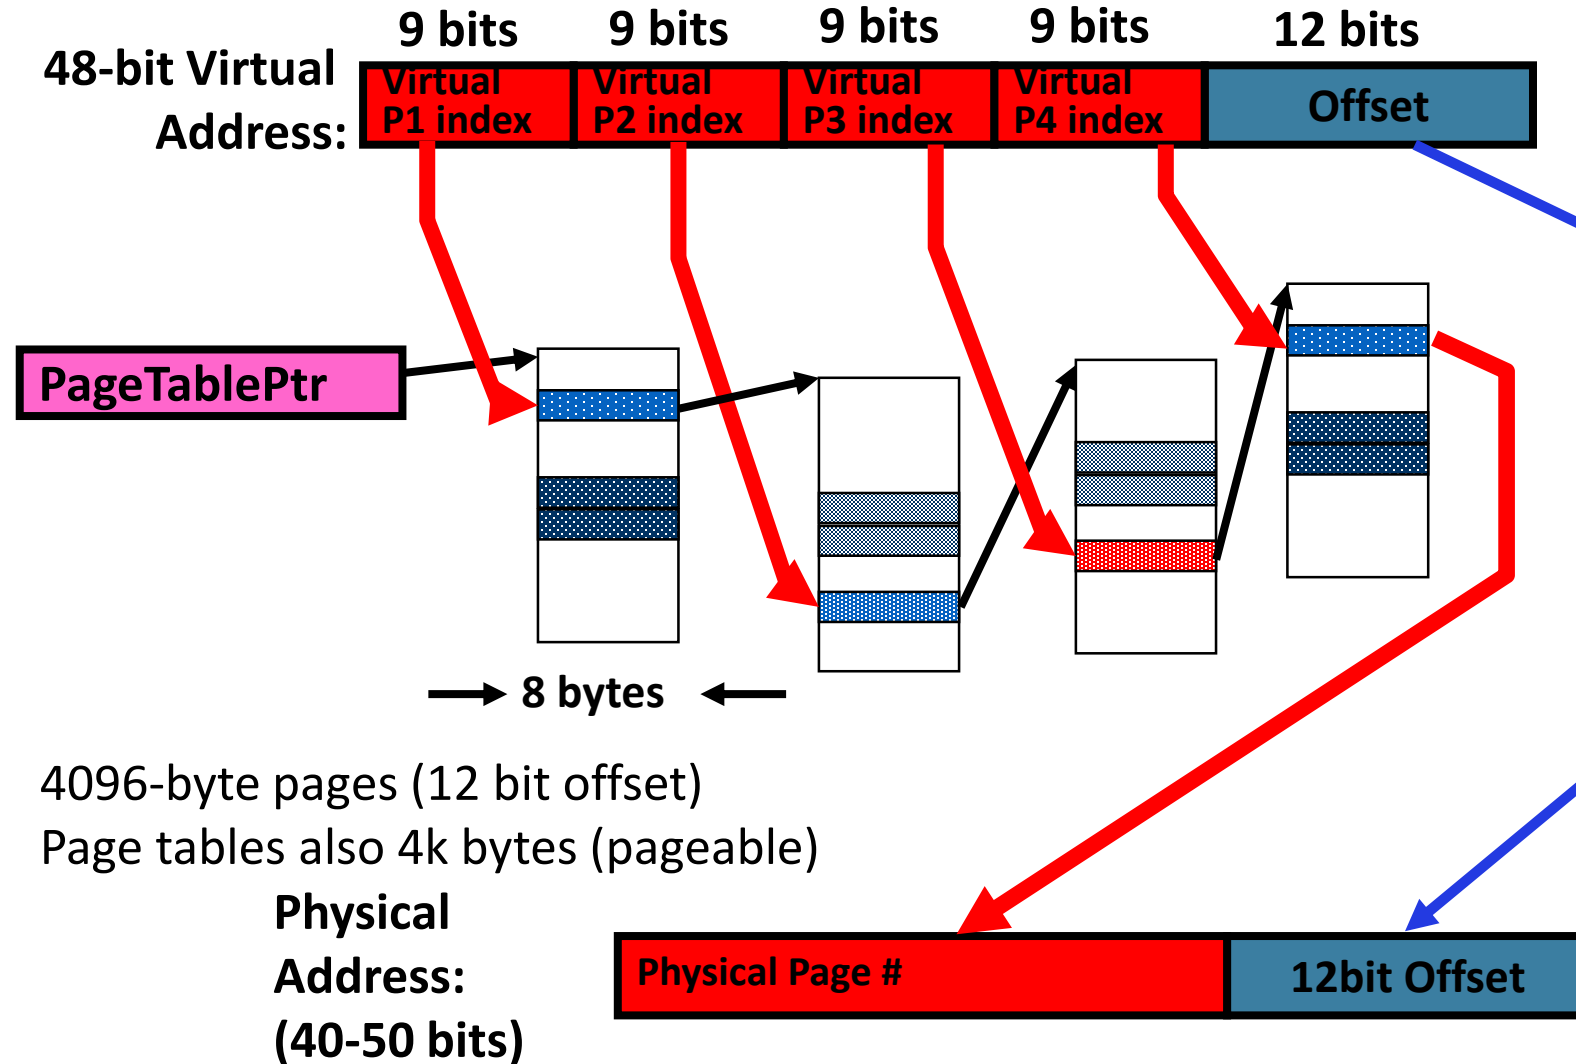 9 bits 9 bits 9 bits 9 bits 12 bits
48-bit Virtual
Address:
Virtual
P1 index
Virtual
P2 index
Virtual
P3 index
Virtual
P4 index
Offset
PageTablePtr
8 bytes
4096-byte pages (12 bit offset)
Page tables also 4k bytes (pageable)
Physical
Address:
(40-50 bits)
Physical Page #
12bit Offset